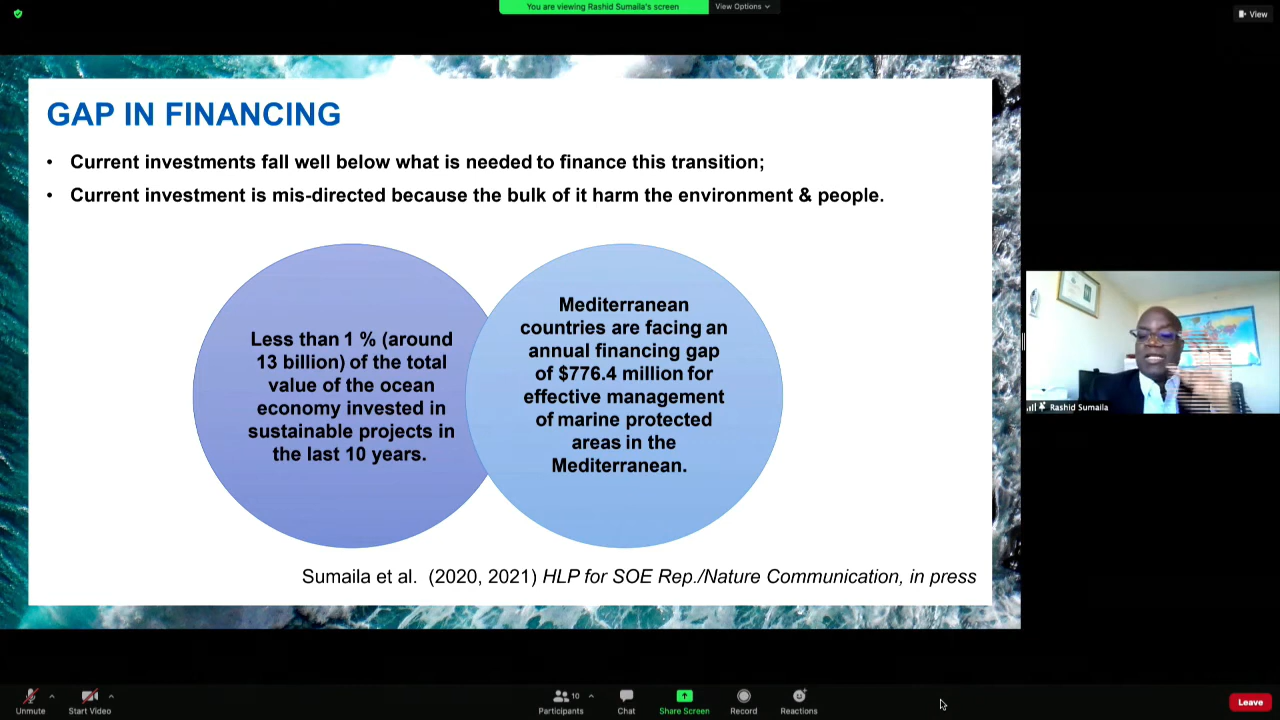 You are viewing Rashid Sumaila's screen
View Options
View
GAP IN FINANCING
• Current investments fall well below what is needed to finance this transition;
• Current investment is mis-directed because the bulk of it harm the environment & people.
Less than 1 % (around
13 billion) of the total
value of the ocean
economy invested in
sustainable projects in
the last 10 years.
Mediterranean
countries are facing an
annual financing gap
of $776.4 million for
effective management
of marine protected
areas in the
Mediterranean.
Sumaila et al. (2020, 2021) HLP for SOE Rep./Nature Communication, in press
Rashid Sumaila
Unmute
Start Video
10
Participants
Chat
Share Screen
Record
Reactions
Leave